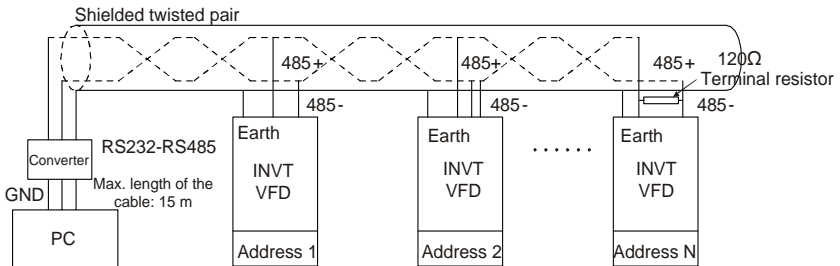 Shielded twisted pair
485+
485+
485+
120Ω
Terminal resistor
485-
485-
485-
Earth
Earth
Earth
Converter
RS232-RS485
INVT
VFD
INVT
VFD
......
INVT
VFD
Max. length of the
cable: 15 m
GND
PC
Address 1
Address 2
Address N